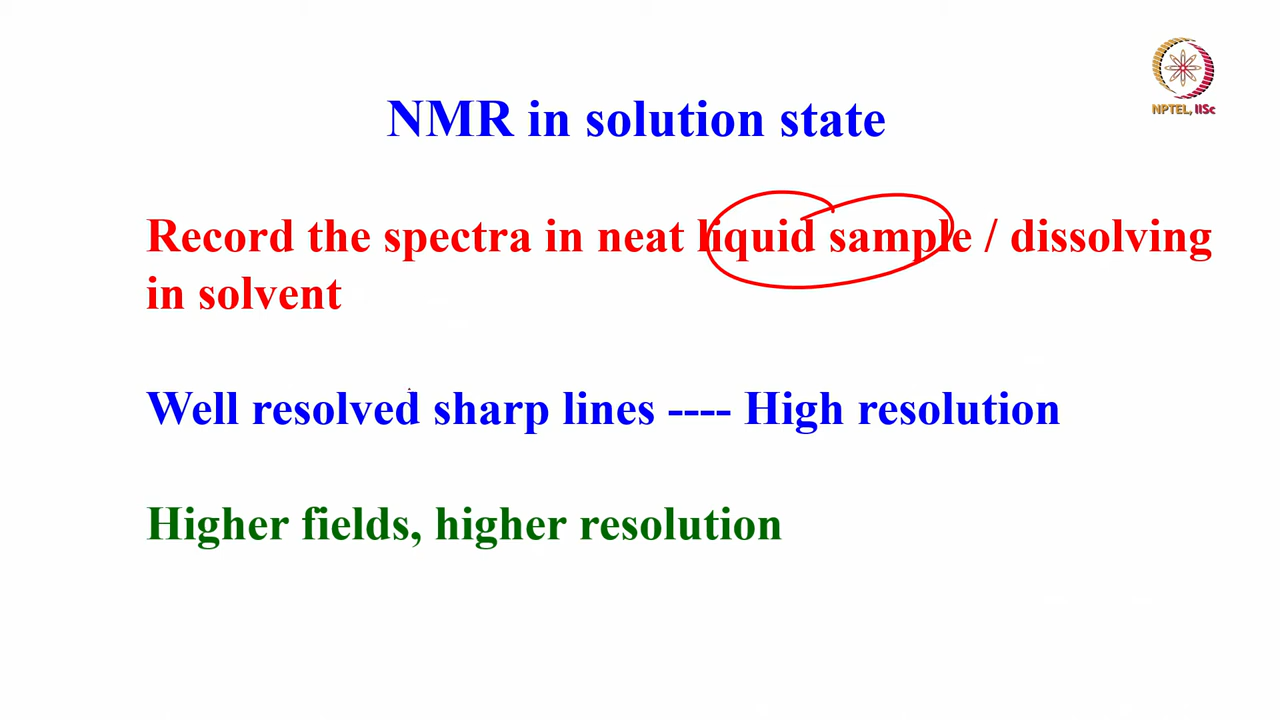 NPTEL, IISc
NMR in solution state
Record the spectra in neat liquid sample / dissolving
in solvent
Well resolved sharp lines ---- High resolution
Higher fields, higher resolution